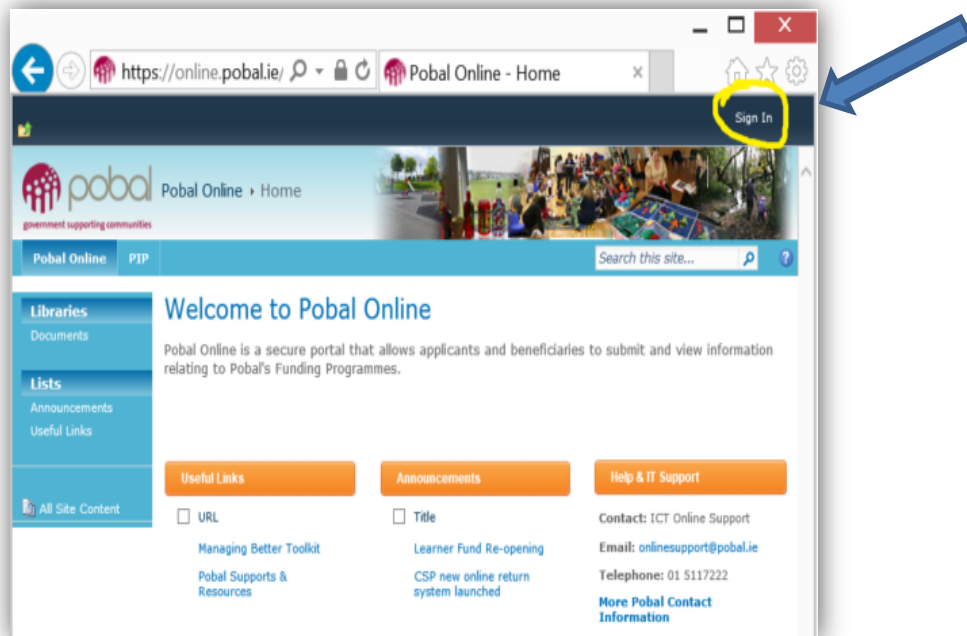 https://online.pobal.ie/
Pobal Online - Home
Sign In
pobal
government supporting communities
Pobal Online ▸ Home
Pobal Online PIP
Search this site...
Libraries
Documents
Lists
Announcements
Useful Links
All Site Content
Welcome to Pobal Online
Pobal Online is a secure portal that allows applicants and beneficiaries to submit and view information
relating to Pobal's Funding Programmes.
Useful Links
URL
Managing Better Toolkit
Pobal Supports &
Resources
Announcements
Title
Learner Fund Re-opening
CSP new online return
system launched
Help & IT Support
Contact: ICT Online Support
Email: onlinesupport@pobal.ie
Telephone: 01 5117222
More Pobal Contact
Information